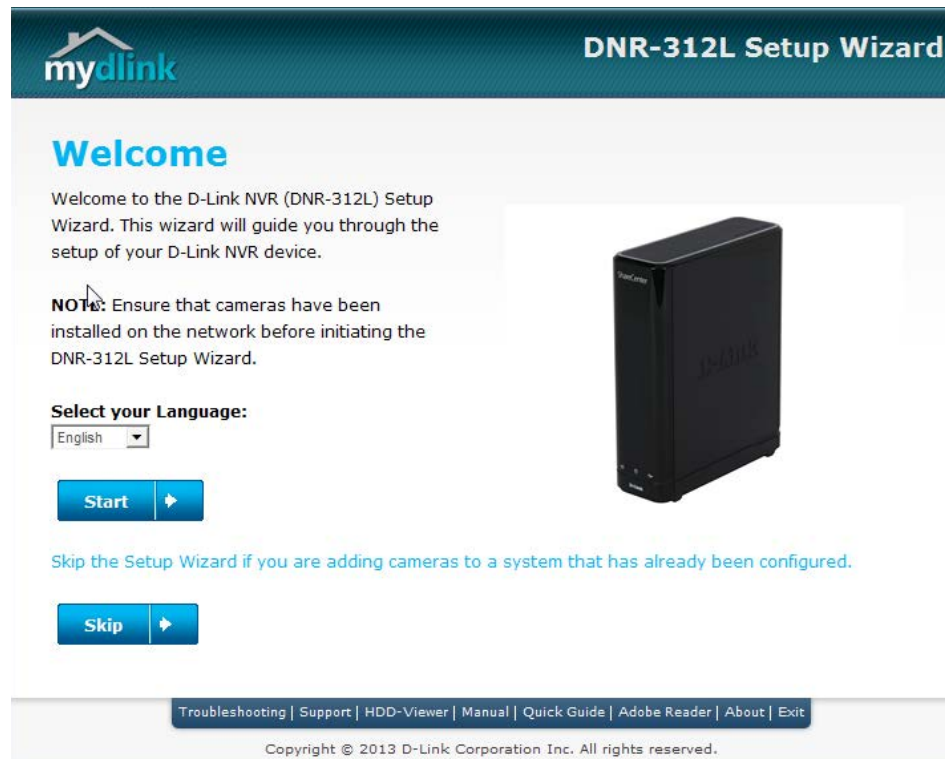 mydlink
DNR-312L Setup Wizard
Welcome
Welcome to the D-Link NVR (DNR-312L) Setup
Wizard. This wizard will guide you through the
setup of your D-Link NVR device.
NOTE: Ensure that cameras have been
installed on the network before initiating the
DNR-312L Setup Wizard.
Select your Language:
English
Start
Skip the Setup Wizard if you are adding cameras to a system that has already been configured.
Skip
ShareCenter
D-Link
D-Link
Troubleshooting | Support | HDD-Viewer | Manual | Quick Guide | Adobe Reader | About | Exit
Copyright © 2013 D-Link Corporation Inc. All rights reserved.